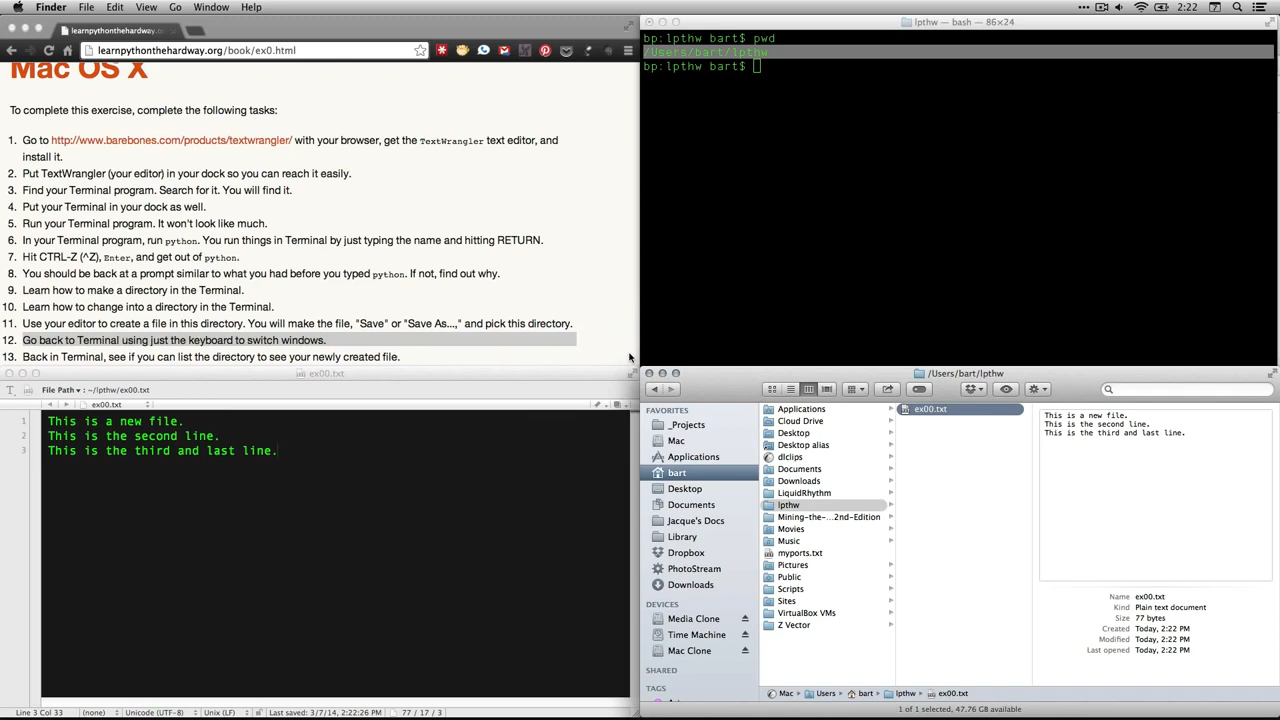 Finder File Edit View Go Window Help
2:22
learnpythonthehardway.org/
learnpythonthehardway.org/book/ex0.html
Mac OS X
To complete this exercise, complete the following tasks:
1. Go to http://www.barebones.com/products/textwrangler/ with your browser, get the TextWrangler text editor, and
install it.
2. Put TextWrangler (your editor) in your dock so you can reach it easily.
3. Find your Terminal program. Search for it. You will find it.
4. Put your Terminal in your dock as well.
5. Run your Terminal program. It won't look like much.
6. In your Terminal program, run python. You run things in Terminal by just typing the name and hitting RETURN.
7. Hit CTRL-Z (^Z), Enter, and get out of python.
8. You should be back at a prompt similar to what you had before you typed python. If not, find out why.
9. Learn how to make a directory in the Terminal.
10. Learn how to change into a directory in the Terminal.
11. Use your editor to create a file in this directory. You will make the file, "Save" or "Save As...," and pick this directory.
12. Go back to Terminal using just the keyboard to switch windows.
13. Back in Terminal, see if you can list the directory to see your newly created file.
lpthw — bash — 86×24
bp:lpthw bart$ pwd
/Users/bart/lpthw
bp:lpthw bart$
ex00.txt
File Path : ~/lpthw/ex00.txt
ex00.txt
1 This is a new file.
2 This is the second line.
3 This is the third and last line.
Line 3 Col 33 (none) Unicode (UTF-8) Unix (LF) Last saved: 3/7/14, 2:22:26 PM 77 / 17 / 3
/Users/bart/lpthw
FAVORITES
_Projects
Mac
Applications
bart
Desktop
Documents
Jacque's Docs
Library
Dropbox
PhotoStream
Downloads
DEVICES
Media Clone
Time Machine
Mac Clone
SHARED
TAGS
Applications
Cloud Drive
Desktop
Desktop alias
dlclips
Documents
Downloads
LiquidRhythm
lpthw
Mining-the-...2nd-Edition
Movies
Music
myports.txt
Pictures
Public
Scripts
Sites
VirtualBox VMs
Z Vector
ex00.txt
This is a new file.
This is the second line.
This is the third and last line.
Name ex00.txt
Kind Plain text document
Size 77 bytes
Created Today, 2:22 PM
Modified Today, 2:22 PM
Last opened Today, 2:22 PM
Mac Users bart lpthw ex00.txt
1 of 1 selected, 47.76 GB available